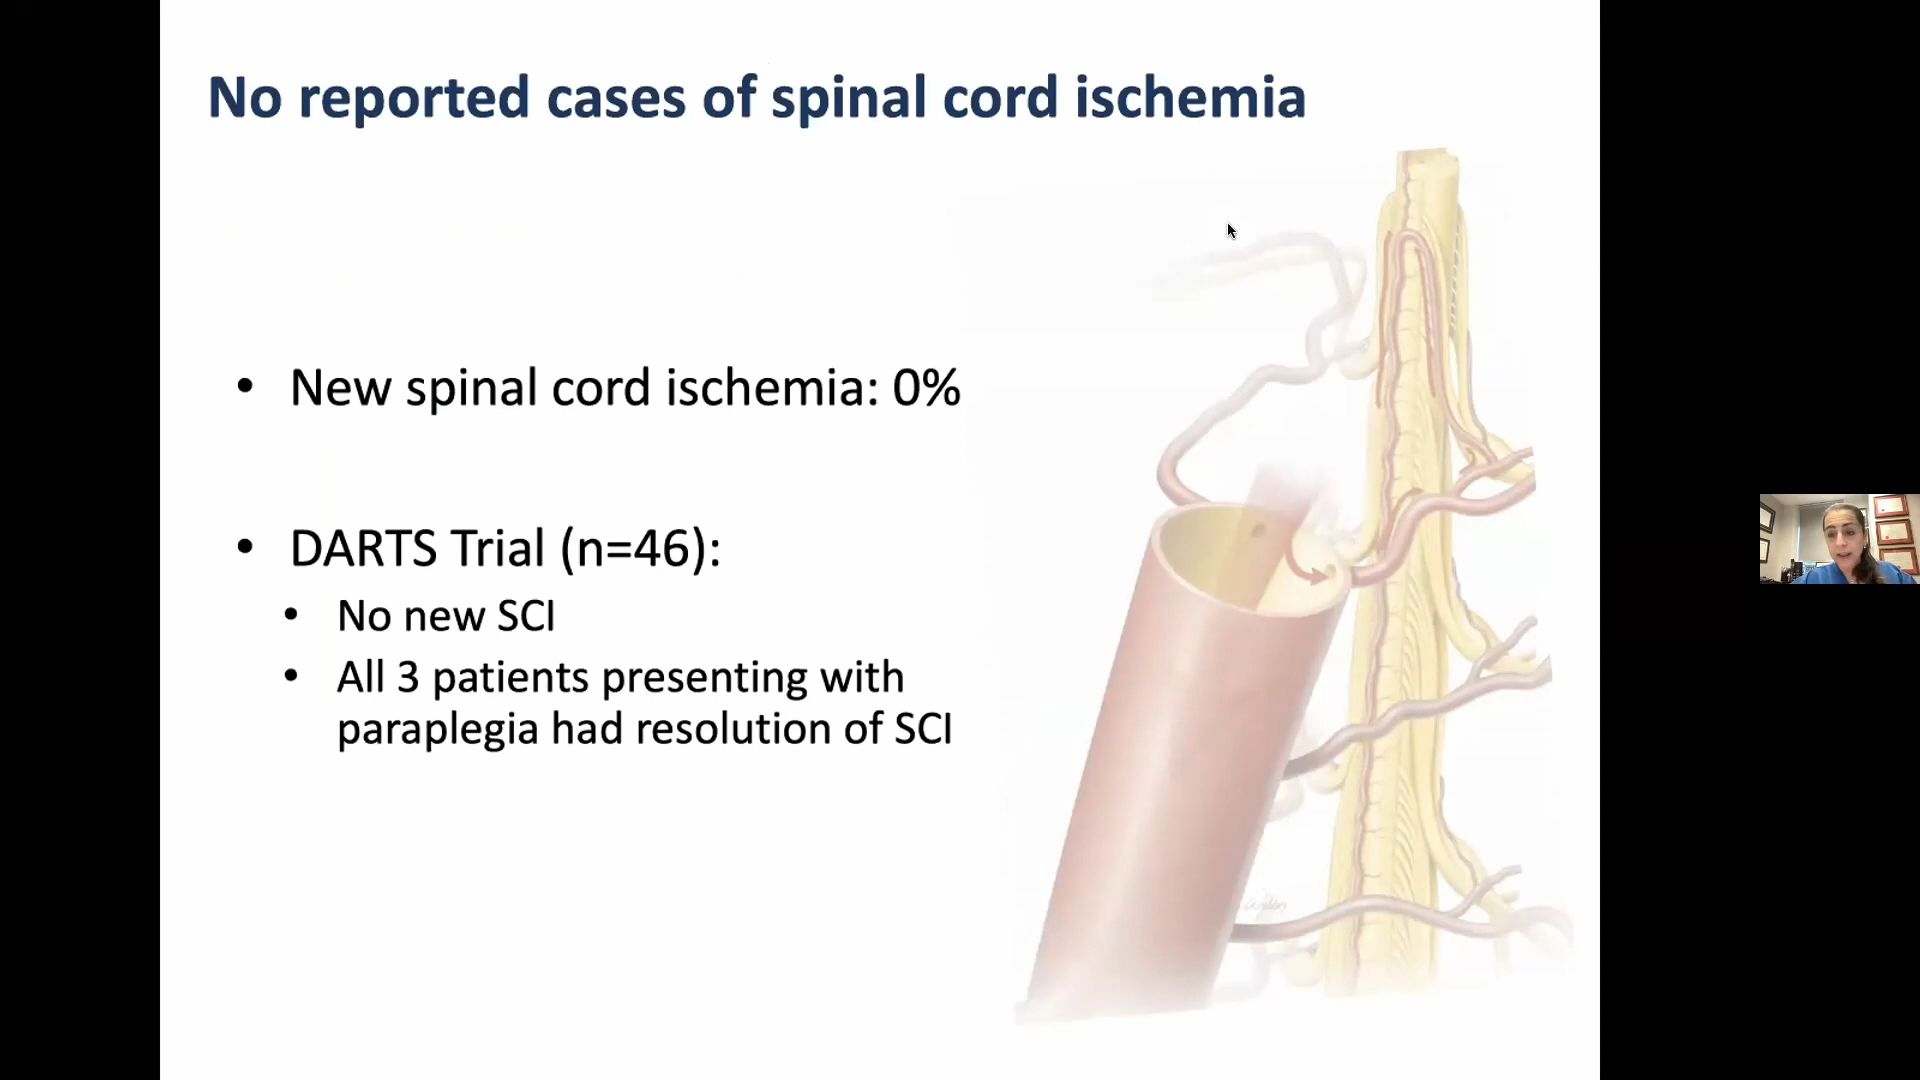 No reported cases of spinal cord ischemia
• New spinal cord ischemia: 0%
• DARTS Trial (n=46):
• No new SCI
• All 3 patients presenting with
paraplegia had resolution of SCI